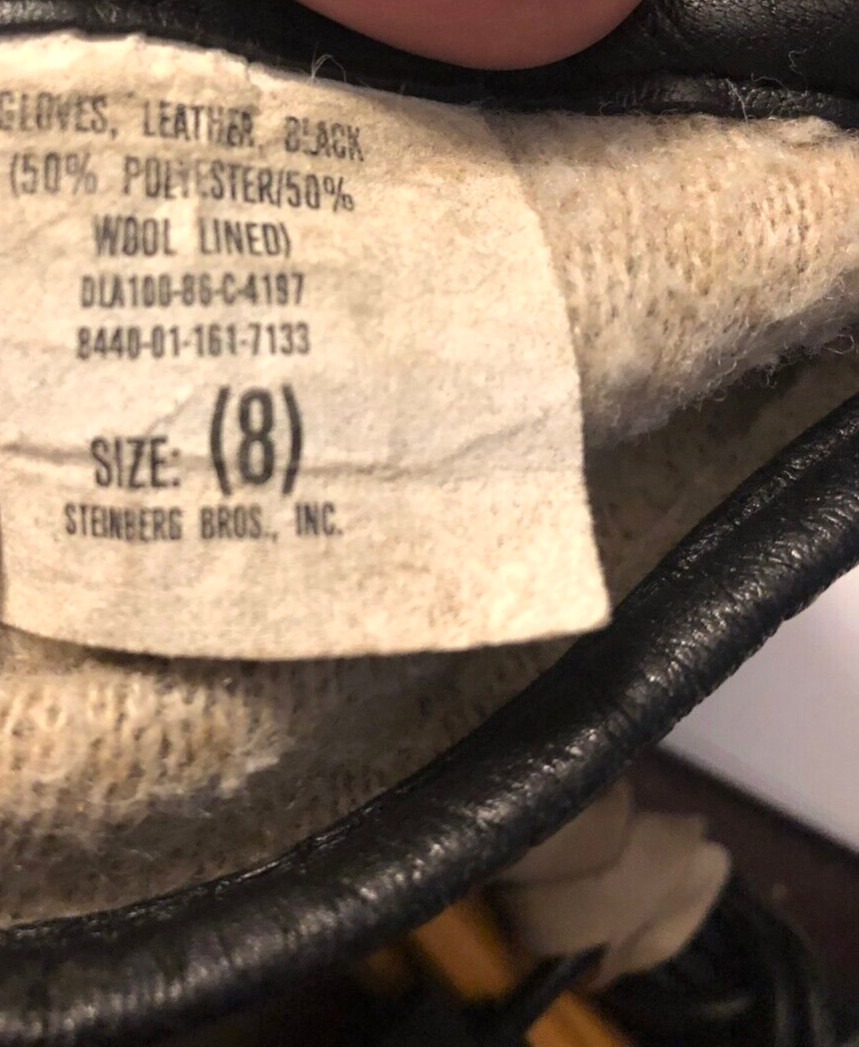 GLOVES, LEATHER, BLACK
(50% POLYESTER/50%
WOOL LINED)
DLA100-86-C-4197
8440-01-161-7133
SIZE: (8)
STEINBERG BROS., INC.